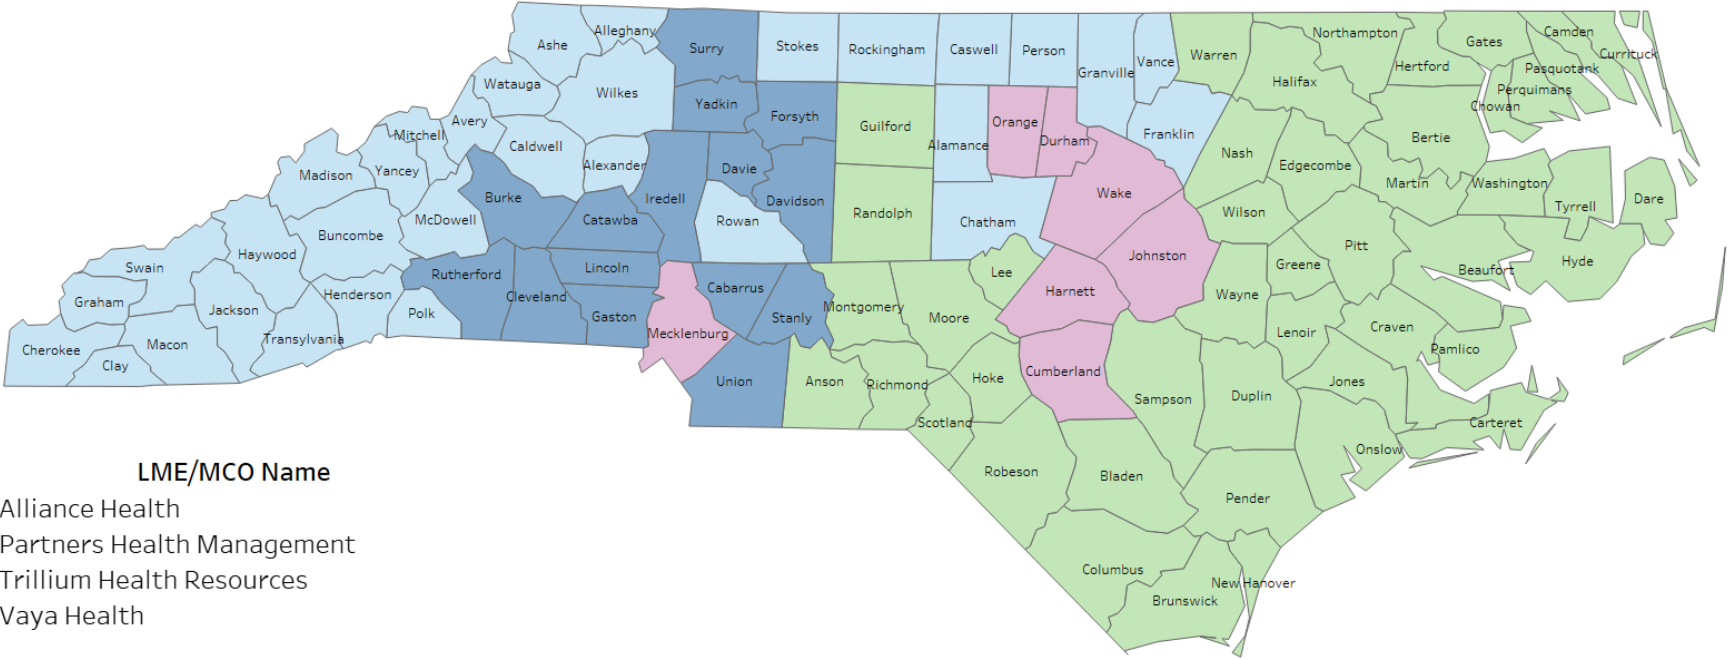 Alleghany
Ashe
Surry
Stokes
Rockingham
Caswell
Person
Granville
Vance
Warren
Northampton
Gates
Camden
Currituck
Halifax
Hertford
Pasquotank
Perquimans
Chowan
Watauga
Wilkes
Yadkin
Forsyth
Guilford
Orange
Durham
Franklin
Bertie
Avery
Mitchell
Caldwell
Alamance
Nash
Edgecombe
Madison
Yancey
Alexander
Davie
Wake
Martin
Washington
Tyrrell
Dare
Burke
Iredell
Davidson
McDowell
Catawba
Rowan
Randolph
Chatham
Wilson
Buncombe
Pitt
Swain
Haywood
Rutherford
Lincoln
Johnston
Greene
Beaufort
Hyde
Lee
Graham
Jackson
Henderson
Polk
Cleveland
Gaston
Cabarrus
Stanly
Montgomery
Moore
Harnett
Wayne
Lenoir
Craven
Pamlico
Cherokee
Clay
Macon
Transylvania
Mecklenburg
Union
Anson
Richmond
Hoke
Cumberland
Sampson
Duplin
Jones
Scotland
Carteret
Onslow
Robeson
Bladen
Pender
Columbus
Brunswick
New Hanover
LME/MCO Name
Alliance Health
Partners Health Management
Trillium Health Resources
Vaya Health